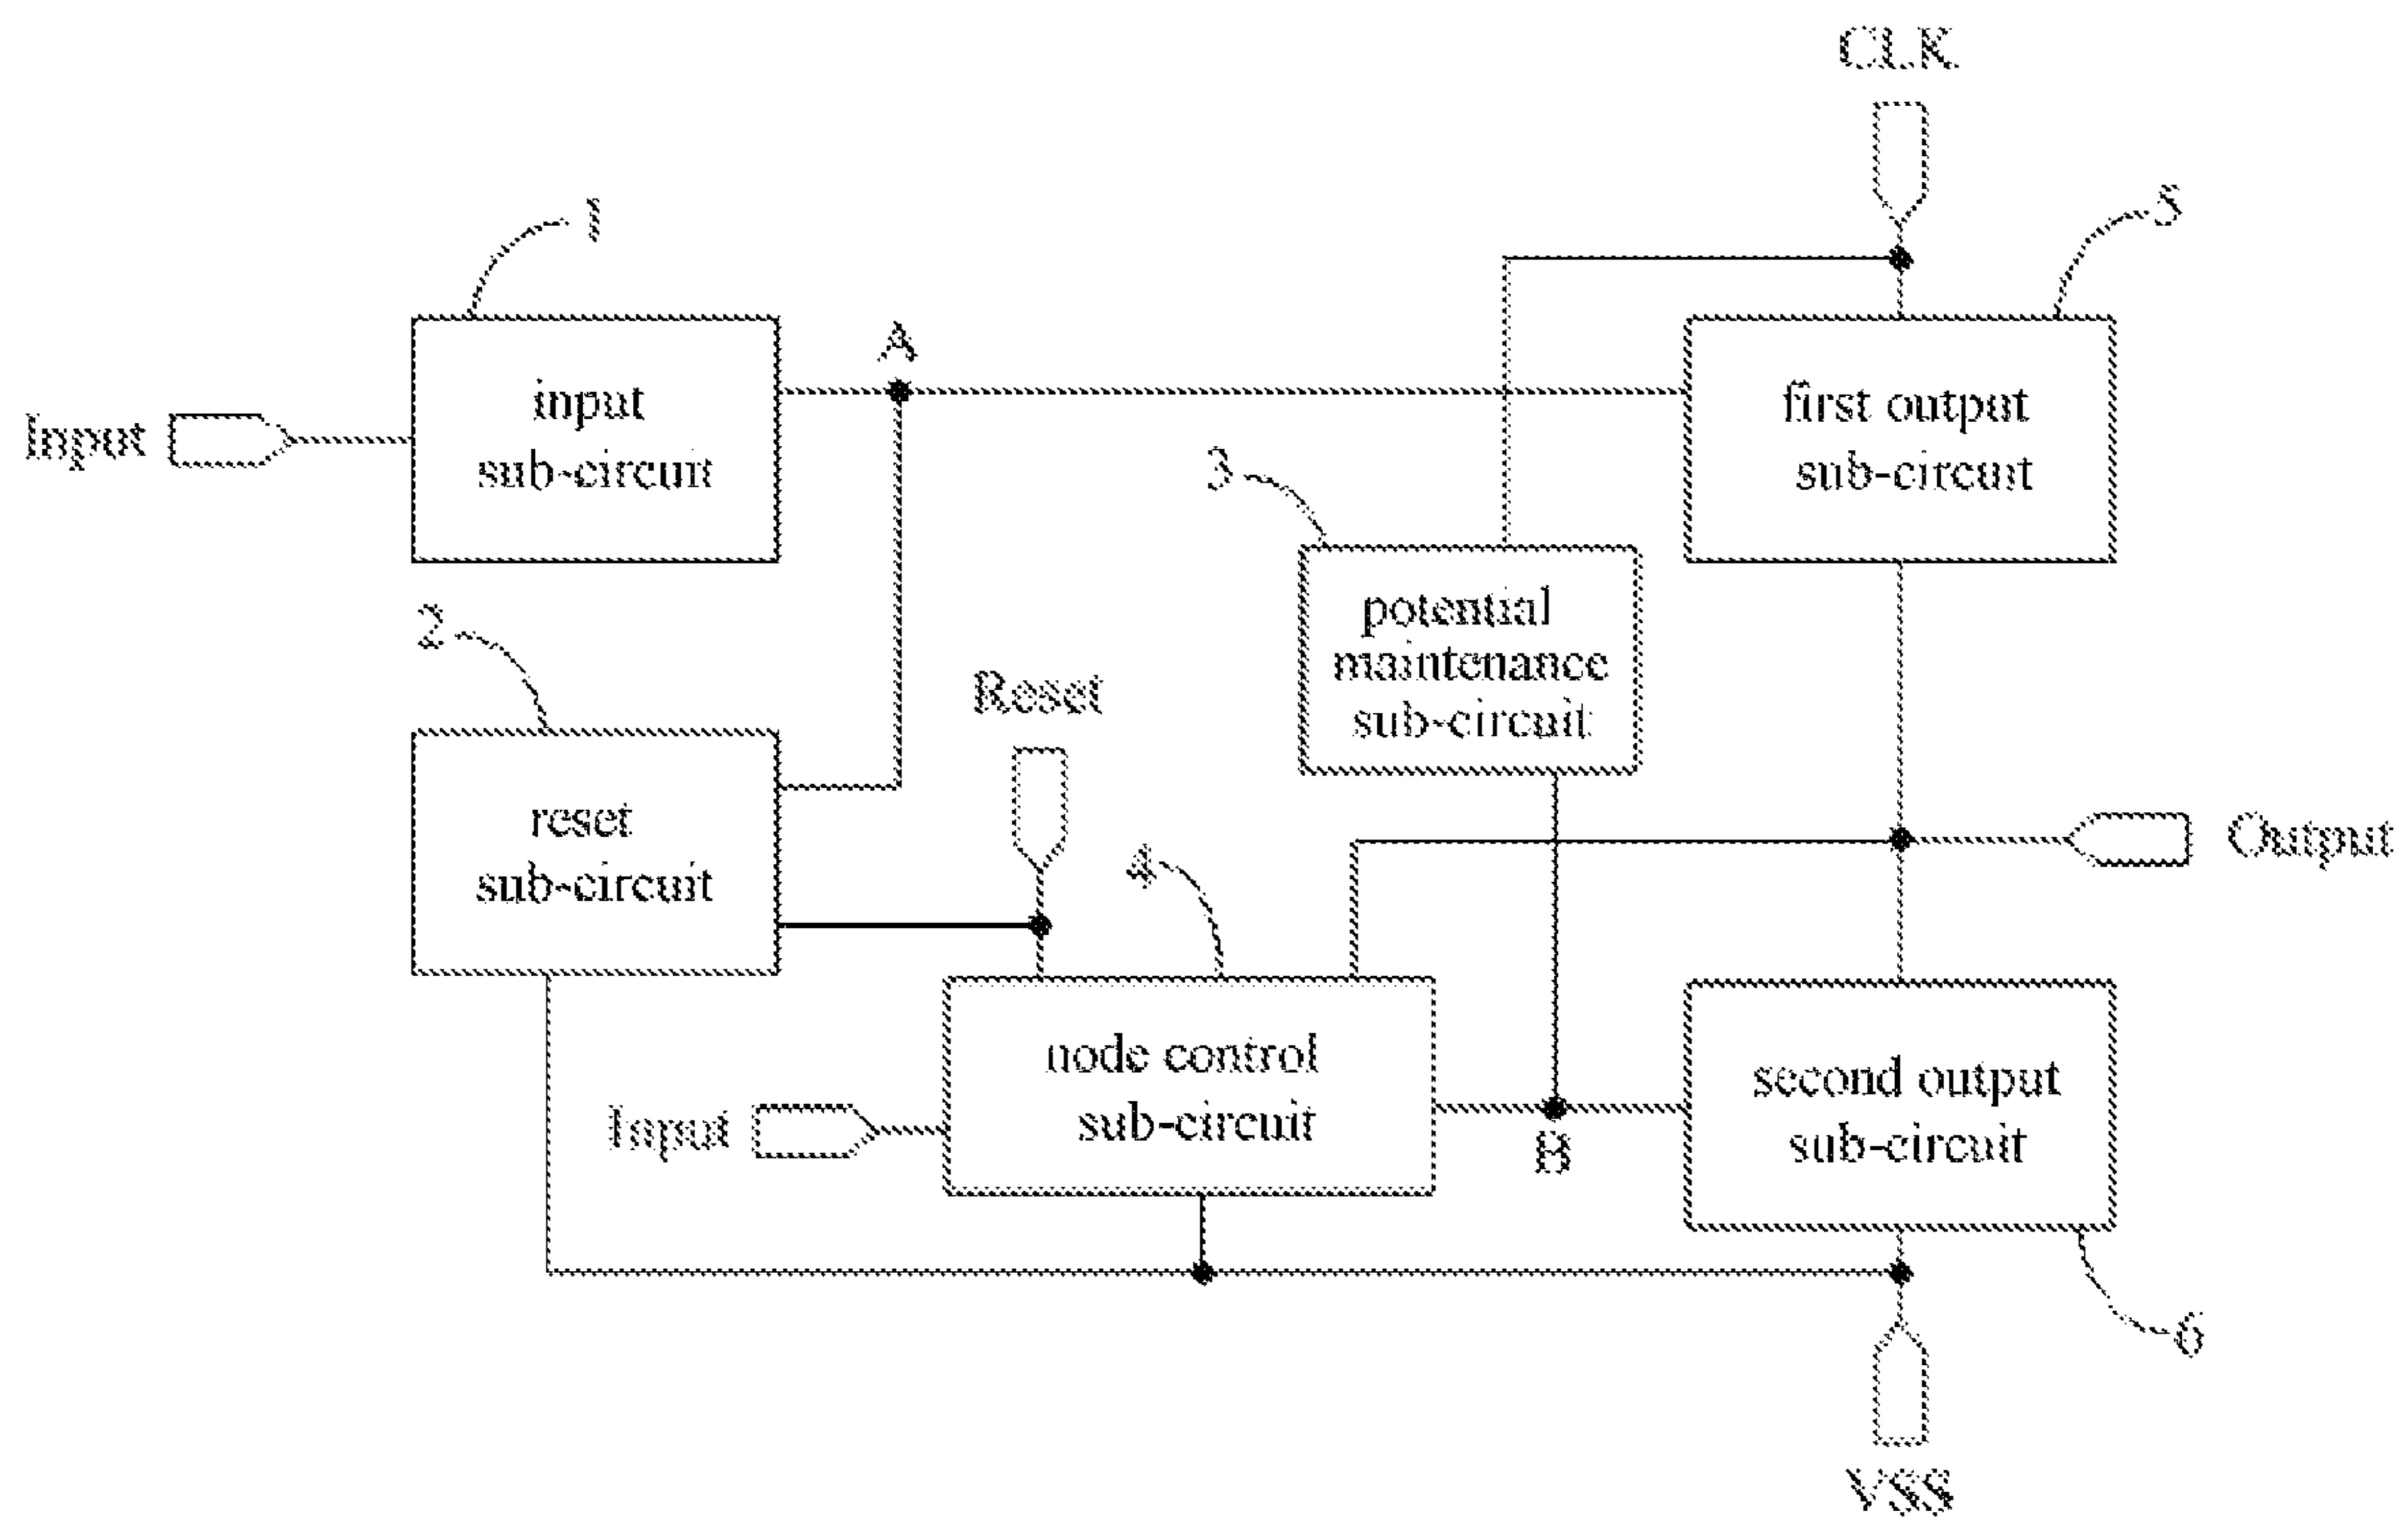 CLK
1
5
A
input
sub-circuit
Input
first output
sub-circuit
3
2
potential
maintenance
sub-circuit
Reset
reset
sub-circuit
4
Output
node control
sub-circuit
Input
B
second output
sub-circuit
6
VSS